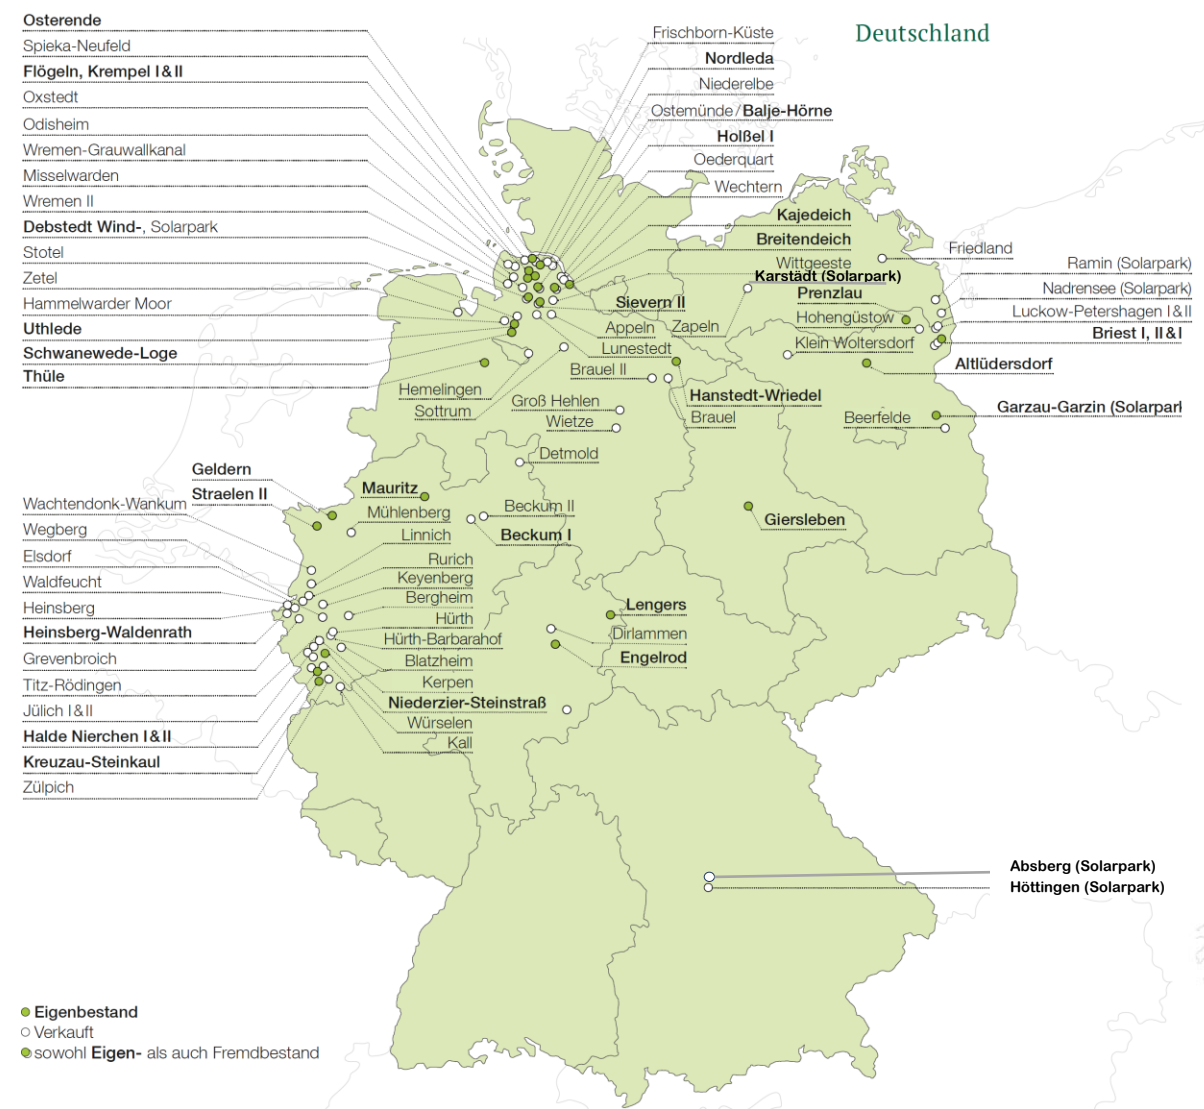 Deutschland
Osterende
Spieka-Neufeld
Flögeln, Krempel I & II
Oxstedt
Odisheim
Wremen-Grauwallkanal
Misselwarden
Wremen II
Debstedt Wind-, Solarpark
Stotel
Zetel
Hammelwarder Moor
Uthlede
Schwanewede-Loge
Thüle
Frischborn-Küste
Nordleda
Niederelbe
Ostemünde / Balje-Hörne
Holßel I
Oederquart
Wechtern
Kajedeich
Breitendeich
Wittgeeste
Karstädt (Solarpark)
Prenzlau
Sievern II
Hohengüstow
Appeln
Zapeln
Klein Woltersdorf
Lunestedt
Brauel II
Friedland
Ramin (Solarpark)
Nadrensee (Solarpark)
Luckow-Petershagen I & II
Briest I, II & I
Altlüdersdorf
Hemelingen
Sottrum
Groß Hehlen
Wietze
Hanstedt-Wriedel
Brauel
Garzau-Garzin (Solarpark
Beerfelde
Detmold
Geldern
Straelen II
Mauritz
Mühlenberg
Beckum II
Beckum I
Giersleben
Wachtendonk-Wankum
Wegberg
Elsdorf
Waldfeucht
Heinsberg
Heinsberg-Waldenrath
Grevenbroich
Titz-Rödingen
Jülich I & II
Halde Nierchen I & II
Kreuzau-Steinkaul
Zülpich
Linnich
Rurich
Keyenberg
Bergheim
Hürth
Hürth-Barbarahof
Blatzheim
Kerpen
Niederzier-Steinstraß
Würselen
Kall
Lengers
Dirlammen
Engelrod
Absberg (Solarpark)
Höttingen (Solarpark)
Eigenbestand
Verkauft
sowohl Eigen- als auch Fremdbestand